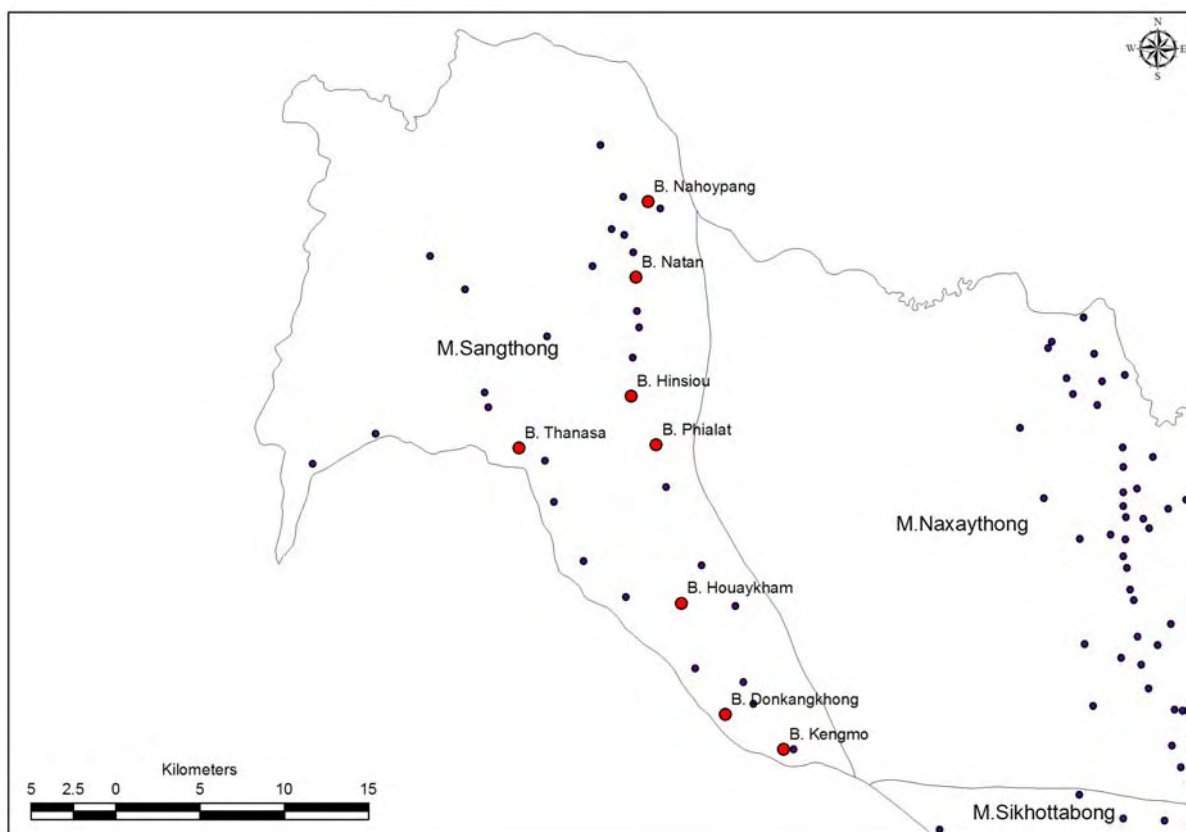 N
W E
S
B. Nahoypang
B. Natan
M.Sangthong
B. Hinsiou
B. Thanasa
B. Phialat
M.Naxaythong
B. Houaykham
B. Donkangkhong
B. Kengmo
Kilometers
5 2.5 0 5 10 15
M.Sikhottabong